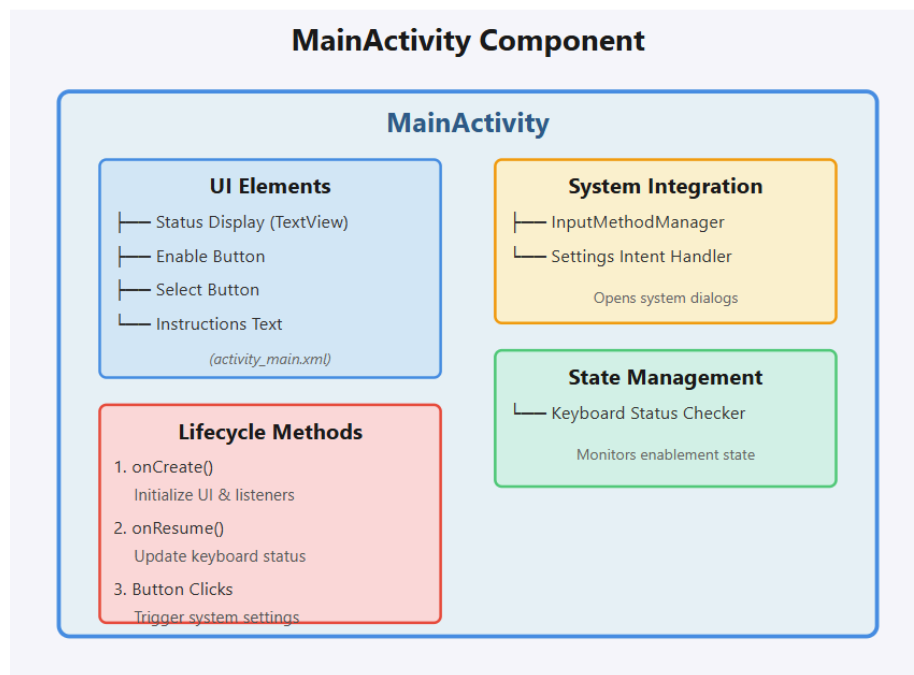 MainActivity Component
MainActivity
UI Elements
├── Status Display (TextView)
├── Enable Button
├── Select Button
└── Instructions Text
(activity_main.xml)
Lifecycle Methods
1. onCreate()
Initialize UI & listeners
2. onResume()
Update keyboard status
3. Button Clicks
Trigger system settings
System Integration
├── InputMethodManager
└── Settings Intent Handler
Opens system dialogs
State Management
└── Keyboard Status Checker
Monitors enablement state